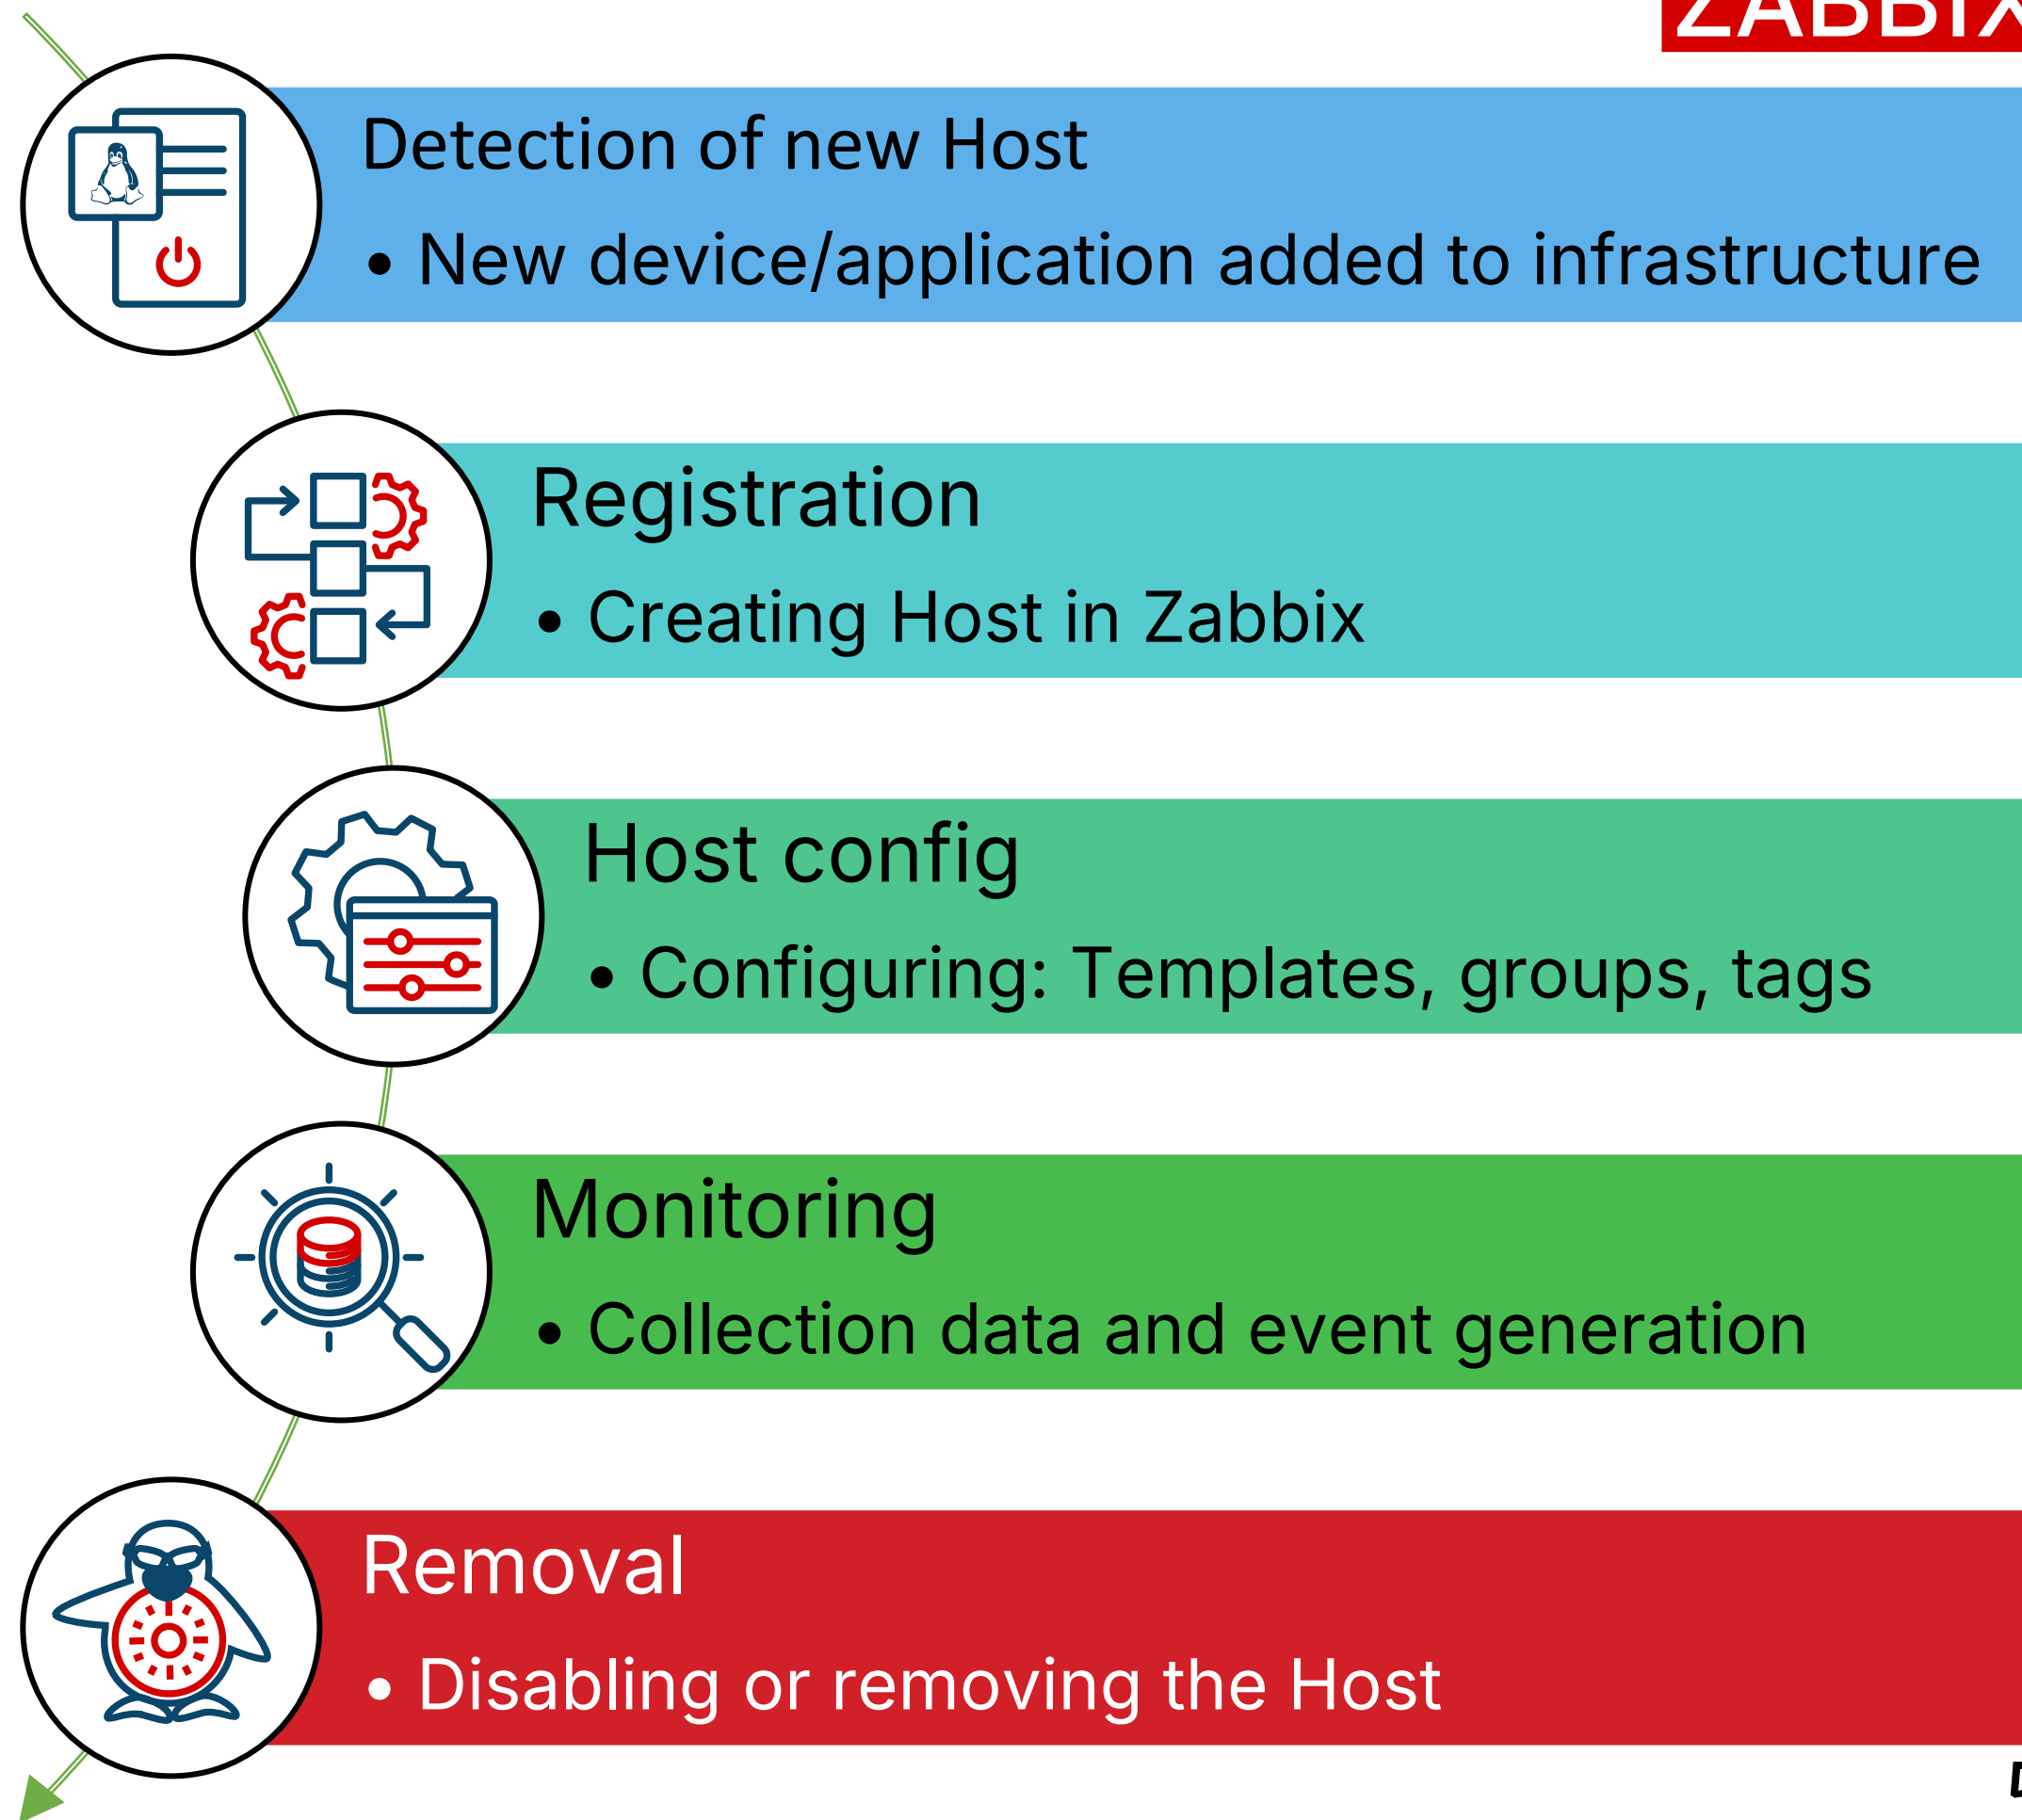 ZABBIX
Detection of new Host
• New device/application added to infrastructure
Registration
• Creating Host in Zabbix
Host config
• Configuring: Templates, groups, tags
Monitoring
• Collection data and event generation
Removal
• Disabling or removing the Host